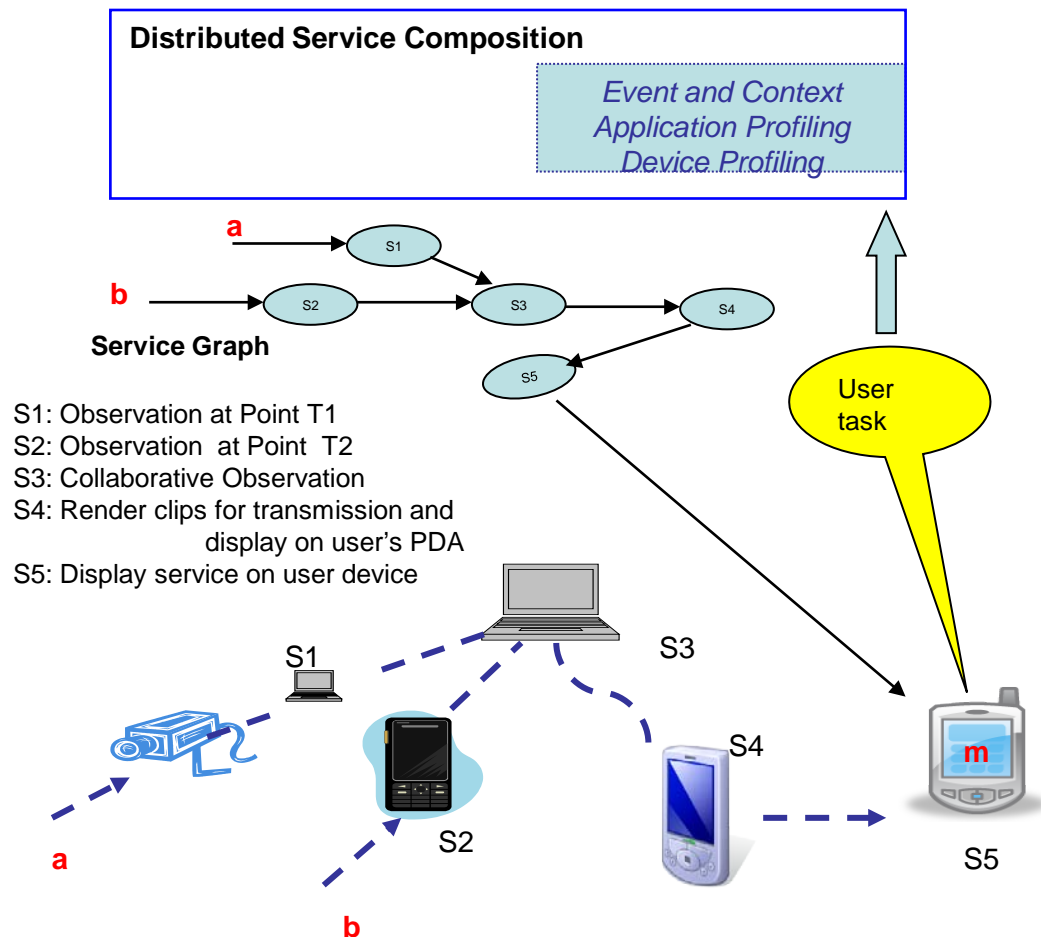 Distributed Service Composition
Event and Context
Application Profiling
Device Profiling
a
S1
b
S2
S3
S4
Service Graph
S5
User
task
S1: Observation at Point T1
S2: Observation at Point T2
S3: Collaborative Observation
S4: Render clips for transmission and
display on user's PDA
S5: Display service on user device
S1
S3
S4
m
S2
a
S5
b